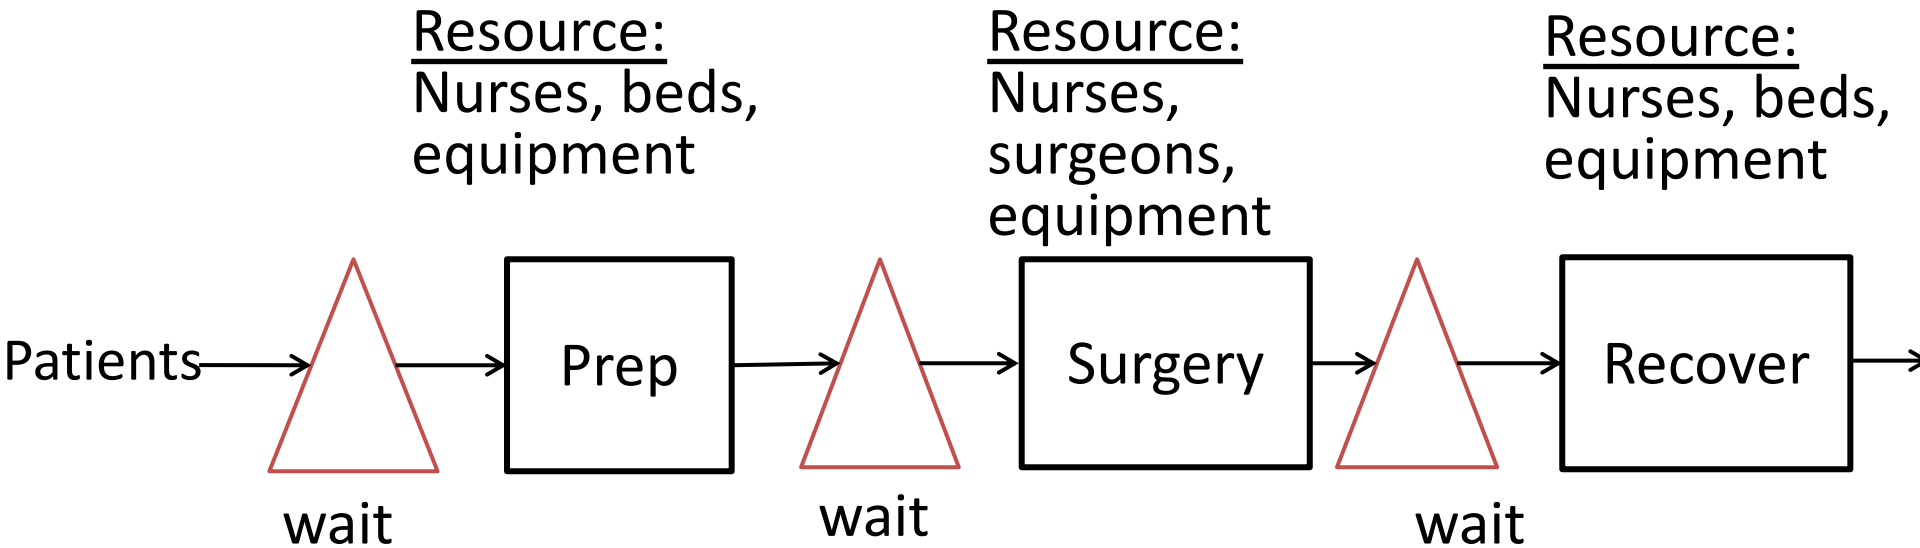 Resource:
Nurses, beds,
equipment
Resource:
Nurses,
surgeons,
equipment
Resource:
Nurses, beds,
equipment
Patients
Prep
Surgery
Recover
wait
wait
wait